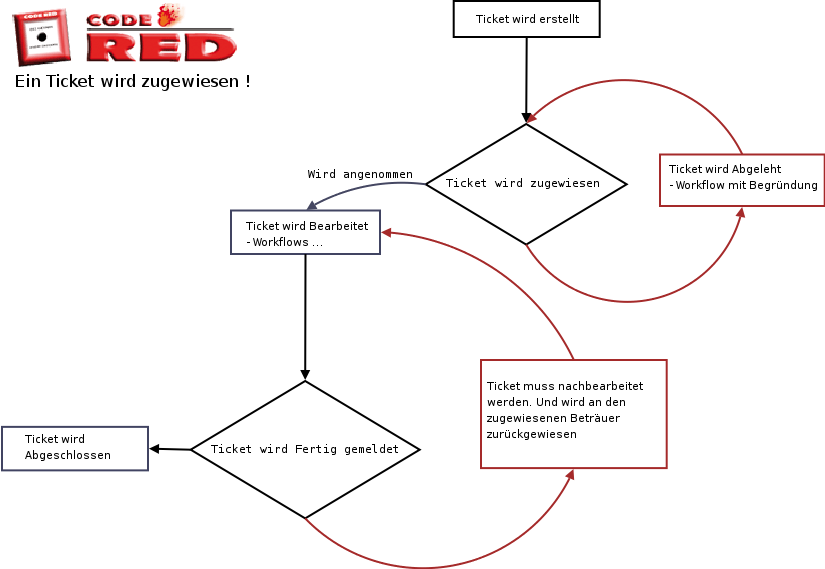 CODE RED
CODE
RED
Ein Ticket wird zugewiesen !
Ticket wird erstellt
Wird angenommen
Ticket wird zugewiesen
Ticket wird Abgeleht
- Workflow mit Begründung
Ticket wird Bearbeitet
- Workflows ...
Ticket muss nachbearbeitet
werden. Und wird an den
zugewiesenen Beträuer
zurückgewiesen
Ticket wird
Abgeschlossen
Ticket wird Fertig gemeldet